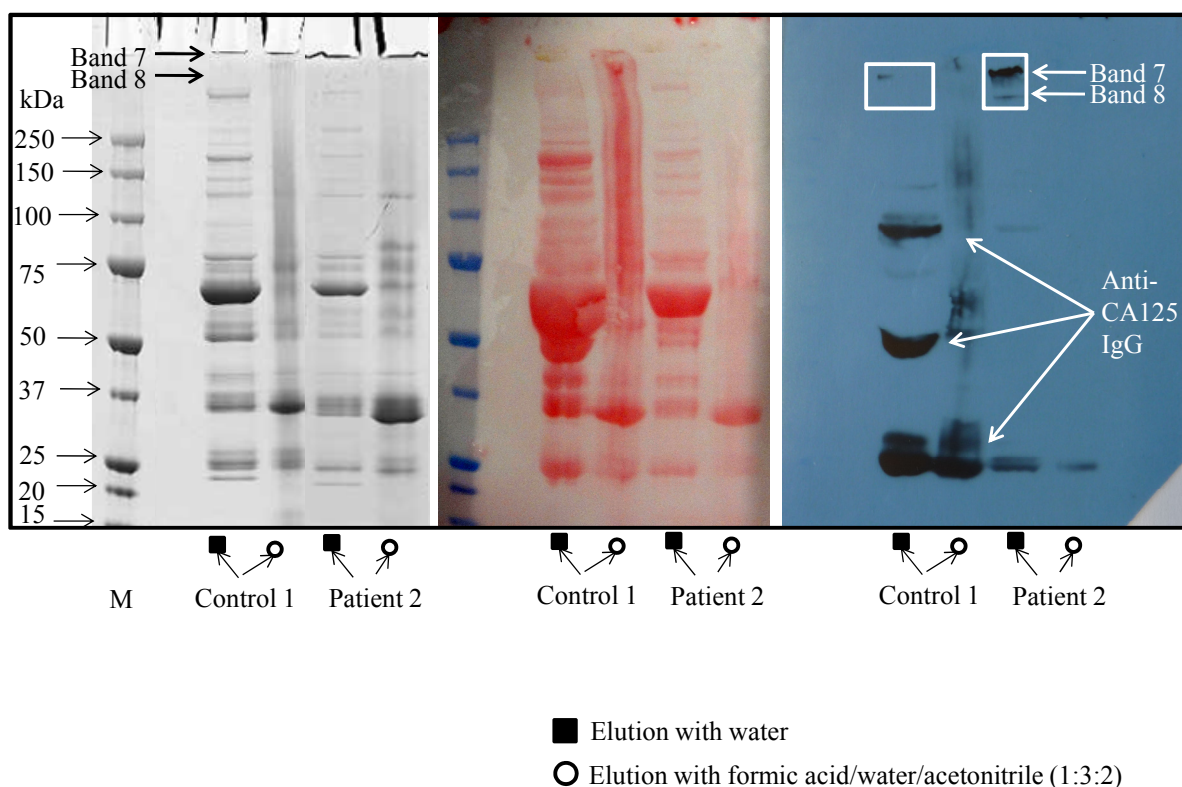 Band 7
Band 8
kDa
250
150
100
75
50
37
25
20
15
Band 7
Band 8
Anti-
CA125
IgG
M
Control 1
Patient 2
Control 1
Patient 2
Control 1
Patient 2
Elution with water
Elution with formic acid/water/acetonitrile (1:3:2)